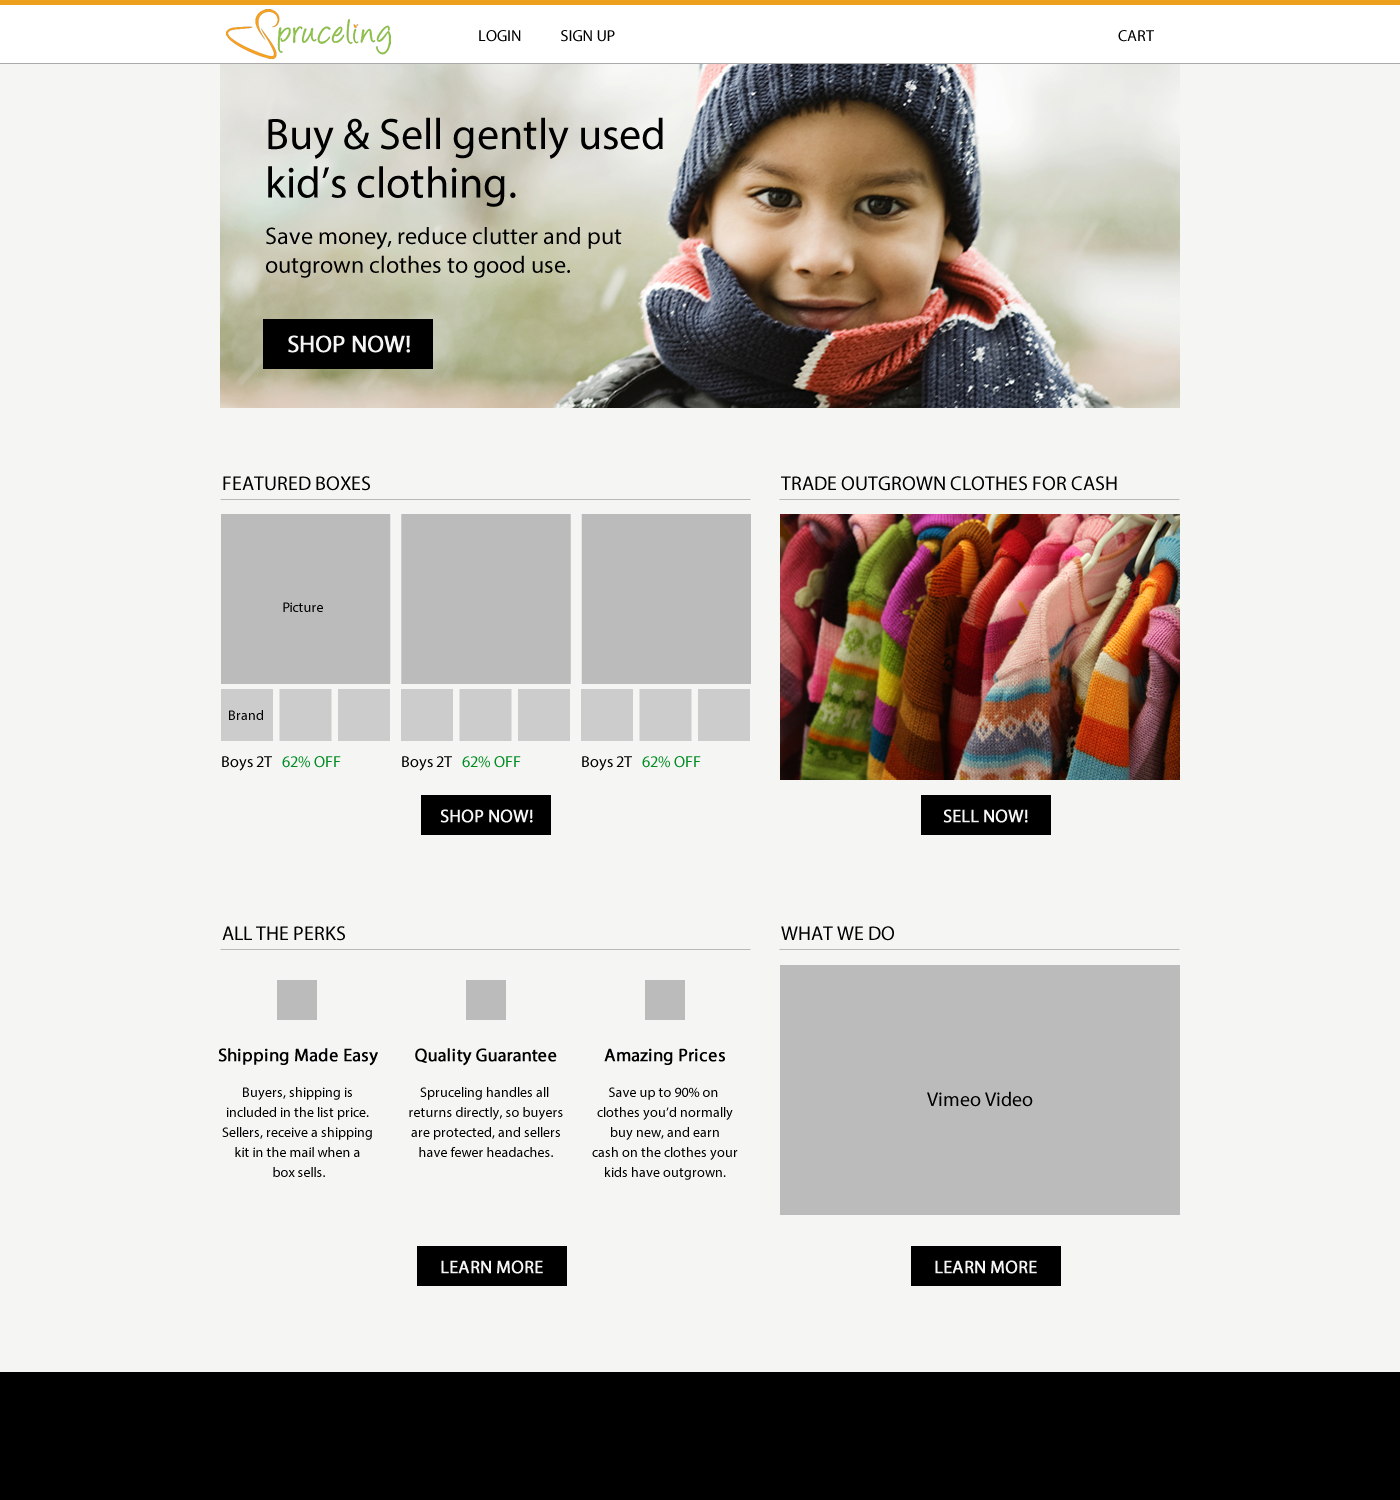 Spruceling
LOGIN
SIGN UP
CART
Buy & Sell gently used
kid’s clothing.
Save money, reduce clutter and put
outgrown clothes to good use.
SHOP NOW!
FEATURED BOXES
Picture
Brand
Boys 2T 62% OFF
Boys 2T 62% OFF
Boys 2T 62% OFF
SHOP NOW!
TRADE OUTGROWN CLOTHES FOR CASH
SELL NOW!
ALL THE PERKS
Shipping Made Easy
Buyers, shipping is
included in the list price.
Sellers, receive a shipping
kit in the mail when a
box sells.
Quality Guarantee
Spruceling handles all
returns directly, so buyers
are protected, and sellers
have fewer headaches.
Amazing Prices
Save up to 90% on
clothes you’d normally
buy new, and earn
cash on the clothes your
kids have outgrown.
LEARN MORE
WHAT WE DO
Vimeo Video
LEARN MORE